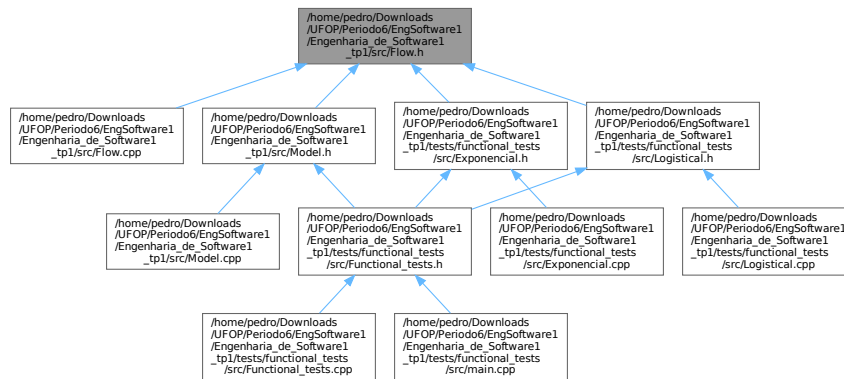 /home/pedro/Downloads
/UFOP/Periodo6/EngSoftware1
/Engenharia_de_Software1
_tp1/src/Flow.h
/home/pedro/Downloads
/UFOP/Periodo6/EngSoftware1
/Engenharia_de_Software1
_tp1/src/Flow.cpp
/home/pedro/Downloads
/UFOP/Periodo6/EngSoftware1
/Engenharia_de_Software1
_tp1/src/Model.h
/home/pedro/Downloads
/UFOP/Periodo6/EngSoftware1
/Engenharia_de_Software1
_tp1/tests/functional_tests
/src/Exponencial.h
/home/pedro/Downloads
/UFOP/Periodo6/EngSoftware1
/Engenharia_de_Software1
_tp1/tests/functional_tests
/src/Logistical.h
/home/pedro/Downloads
/UFOP/Periodo6/EngSoftware1
/Engenharia_de_Software1
_tp1/src/Model.cpp
/home/pedro/Downloads
/UFOP/Periodo6/EngSoftware1
/Engenharia_de_Software1
_tp1/tests/functional_tests
/src/Functional_tests.h
/home/pedro/Downloads
/UFOP/Periodo6/EngSoftware1
/Engenharia_de_Software1
_tp1/tests/functional_tests
/src/Exponencial.cpp
/home/pedro/Downloads
/UFOP/Periodo6/EngSoftware1
/Engenharia_de_Software1
_tp1/tests/functional_tests
/src/Logistical.cpp
/home/pedro/Downloads
/UFOP/Periodo6/EngSoftware1
/Engenharia_de_Software1
_tp1/tests/functional_tests
/src/Functional_tests.cpp
/home/pedro/Downloads
/UFOP/Periodo6/EngSoftware1
/Engenharia_de_Software1
_tp1/tests/functional_tests
/src/main.cpp